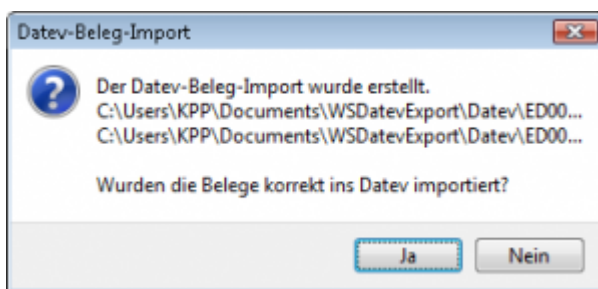 Datev-Beleg-Import
Der Datev-Beleg-Import wurde erstellt.
C:\Users\KPP\Documents\WSDatevExport\Datev\ED00...
C:\Users\KPP\Documents\WSDatevExport\Datev\ED00...
Wurden die Belege korrekt ins Datev importiert?
Ja
Nein